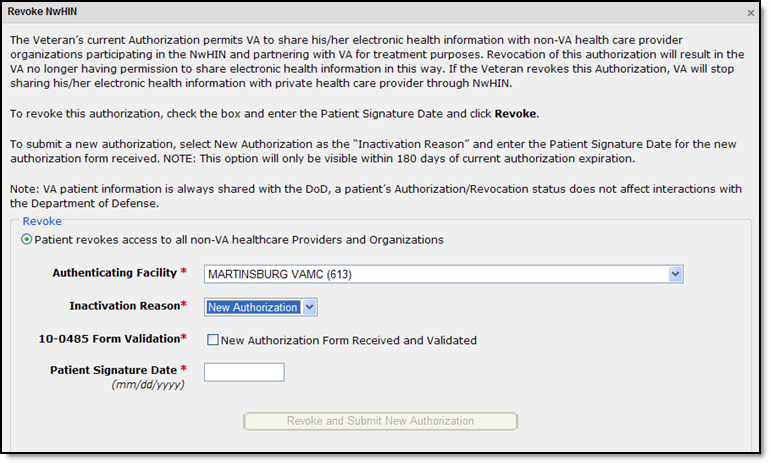 Revoke NwHIN
The Veteran's current Authorization permits VA to share his/her electronic health information with non-VA health care provider
organizations participating in the NwHIN and partnering with VA for treatment purposes. Revocation of this authorization will result in the
VA no longer having permission to share electronic health information in this way. If the Veteran revokes this Authorization, VA will stop
sharing his/her electronic health information with private health care provider through NwHIN.
To revoke this authorization, check the box and enter the Patient Signature Date and click Revoke.
To submit a new authorization, select New Authorization as the “Inactivation Reason” and enter the Patient Signature Date for the new
authorization form received. NOTE: This option will only be visible within 180 days of current authorization expiration.
Note: VA patient information is always shared with the DoD, a patient's Authorization/Revocation status does not affect interactions with
the Department of Defense.
Revoke
Patient revokes access to all non-VA healthcare Providers and Organizations
Authenticating Facility * MARTINSBURG VAMC (613)
Inactivation Reason* New Authorization
10-0485 Form Validation* New Authorization Form Received and Validated
Patient Signature Date *
(mm/dd/yyyy)
Revoke and Submit New Authorization